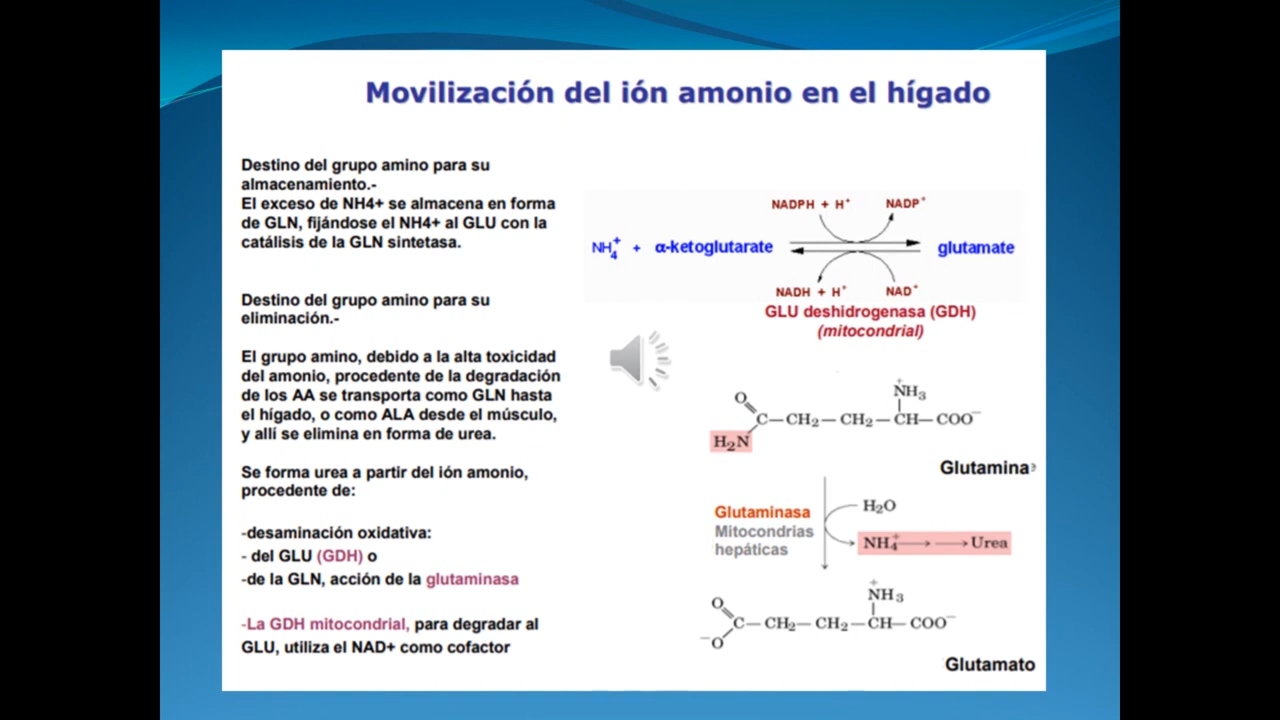 Movilización del ión amonio en el hígado
Destino del grupo amino para su
almacenamiento.-
El exceso de NH4+ se almacena en forma
de GLN, fijándose el NH4+ al GLU con la
catálisis de la GLN sintetasa.
Destino del grupo amino para su
eliminación.-
El grupo amino, debido a la alta toxicidad
del amonio, procedente de la degradación
de los AA se transporta como GLN hasta
el hígado, o como ALA desde el músculo,
y allí se elimina en forma de urea.
Se forma urea a partir del ión amonio,
procedente de:
-desaminación oxidativa:
- del GLU (GDH) o
-de la GLN, acción de la glutaminasa
-La GDH mitocondrial, para degradar al
GLU, utiliza el NAD+ como cofactor
NADPH + H⁺ NADP⁺
NH₄⁺ + α-ketoglutarate glutamate
NADH + H⁺ NAD⁺
GLU deshidrogenasa (GDH)
(mitocondrial)
⁺NH₃
O
C—CH₂—CH₂—CH—COO⁻
H₂N
Glutamina
Glutaminasa
Mitocondrias
hepáticas
H₂O
NH₄⁺ Urea
⁺NH₃
O
C—CH₂—CH₂—CH—COO⁻
⁻O
Glutamato